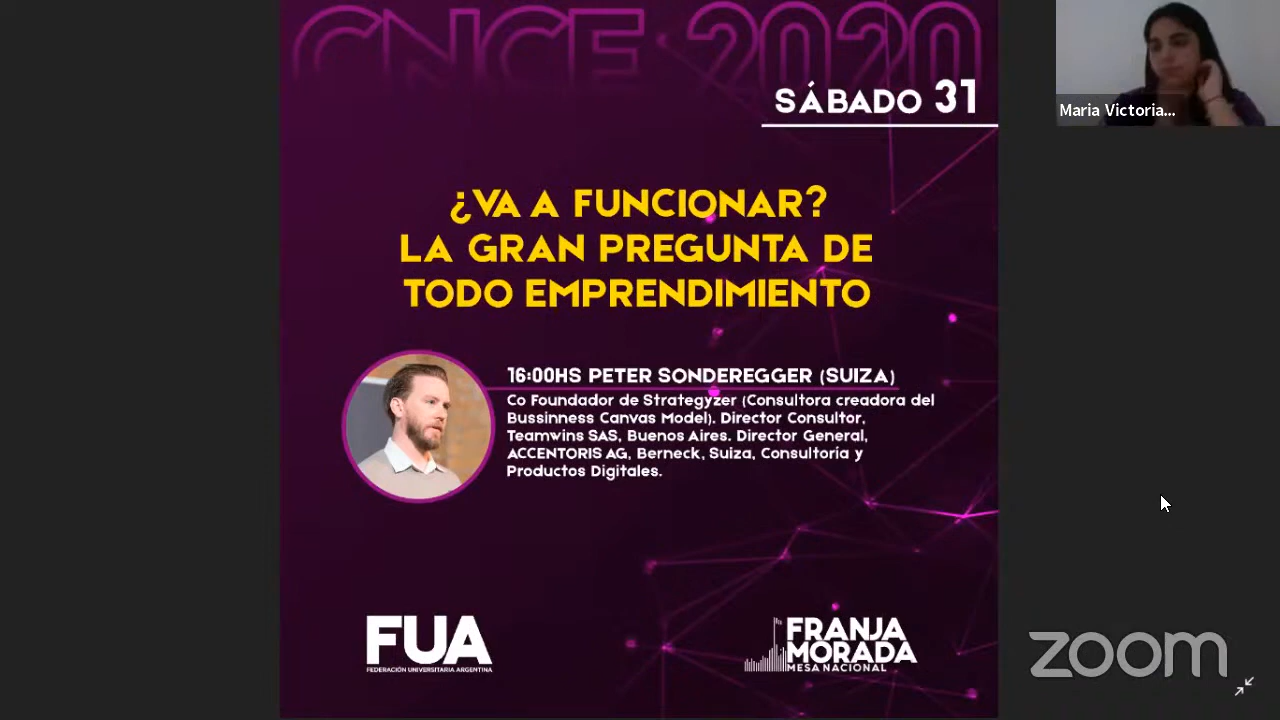 CNCE 2020
SÁBADO 31
Maria Victoria...
¿VA A FUNCIONAR?
LA GRAN PREGUNTA DE
TODO EMPRENDIMIENTO
16:00HS PETER SONDEREGGER (SUIZA)
Co Foundador de Strategyzer (Consultora creadora del
Bussinness Canvas Model). Director Consultor,
Teamwins SAS, Buenos Aires. Director General,
ACCENTORIS AG, Berneck, Suiza, Consultoría y
Productos Digitales.
FUA
FEDERACIÓN UNIVERSITARIA ARGENTINA
FRANJA
MORADA
MESA NACIONAL
zoom